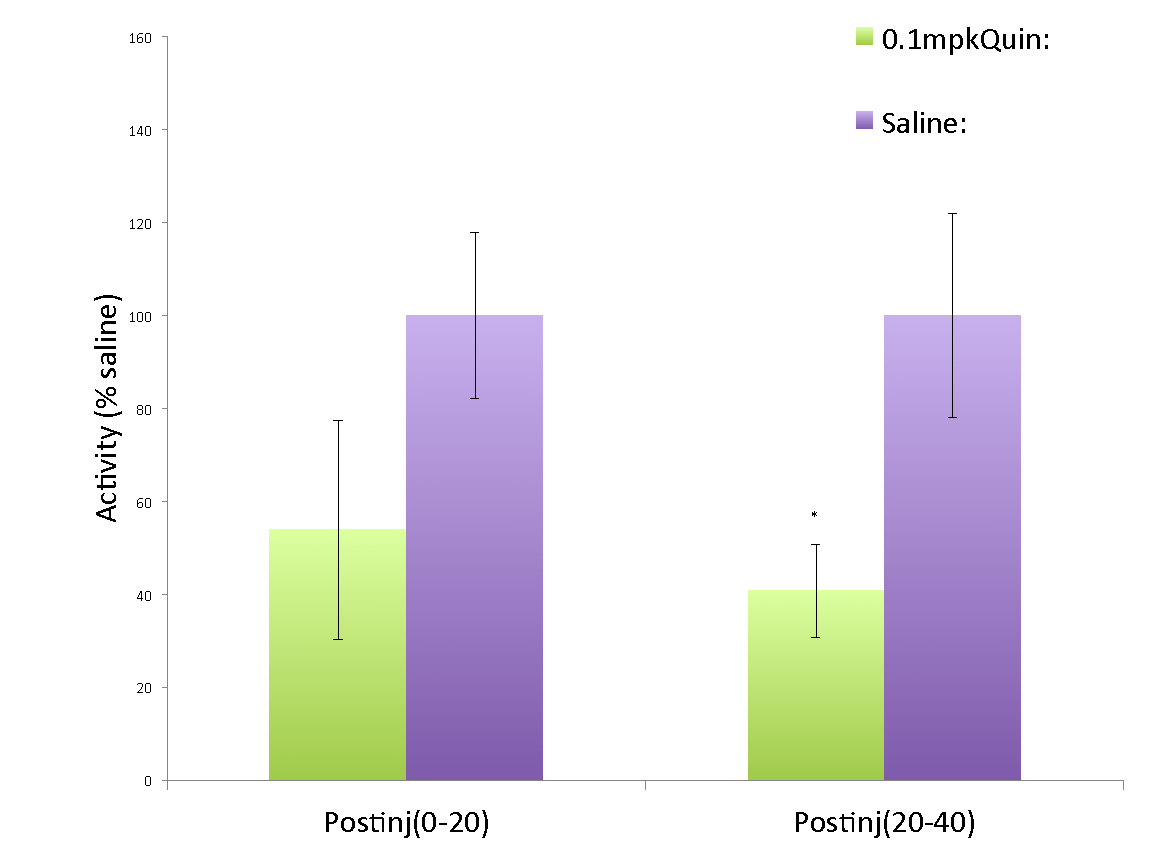 160
140
120
100
80
60
40
20
0
Activity (% saline)
0.1mpkQuin:
Saline:
*
Postinj(0-20)
Postinj(20-40)